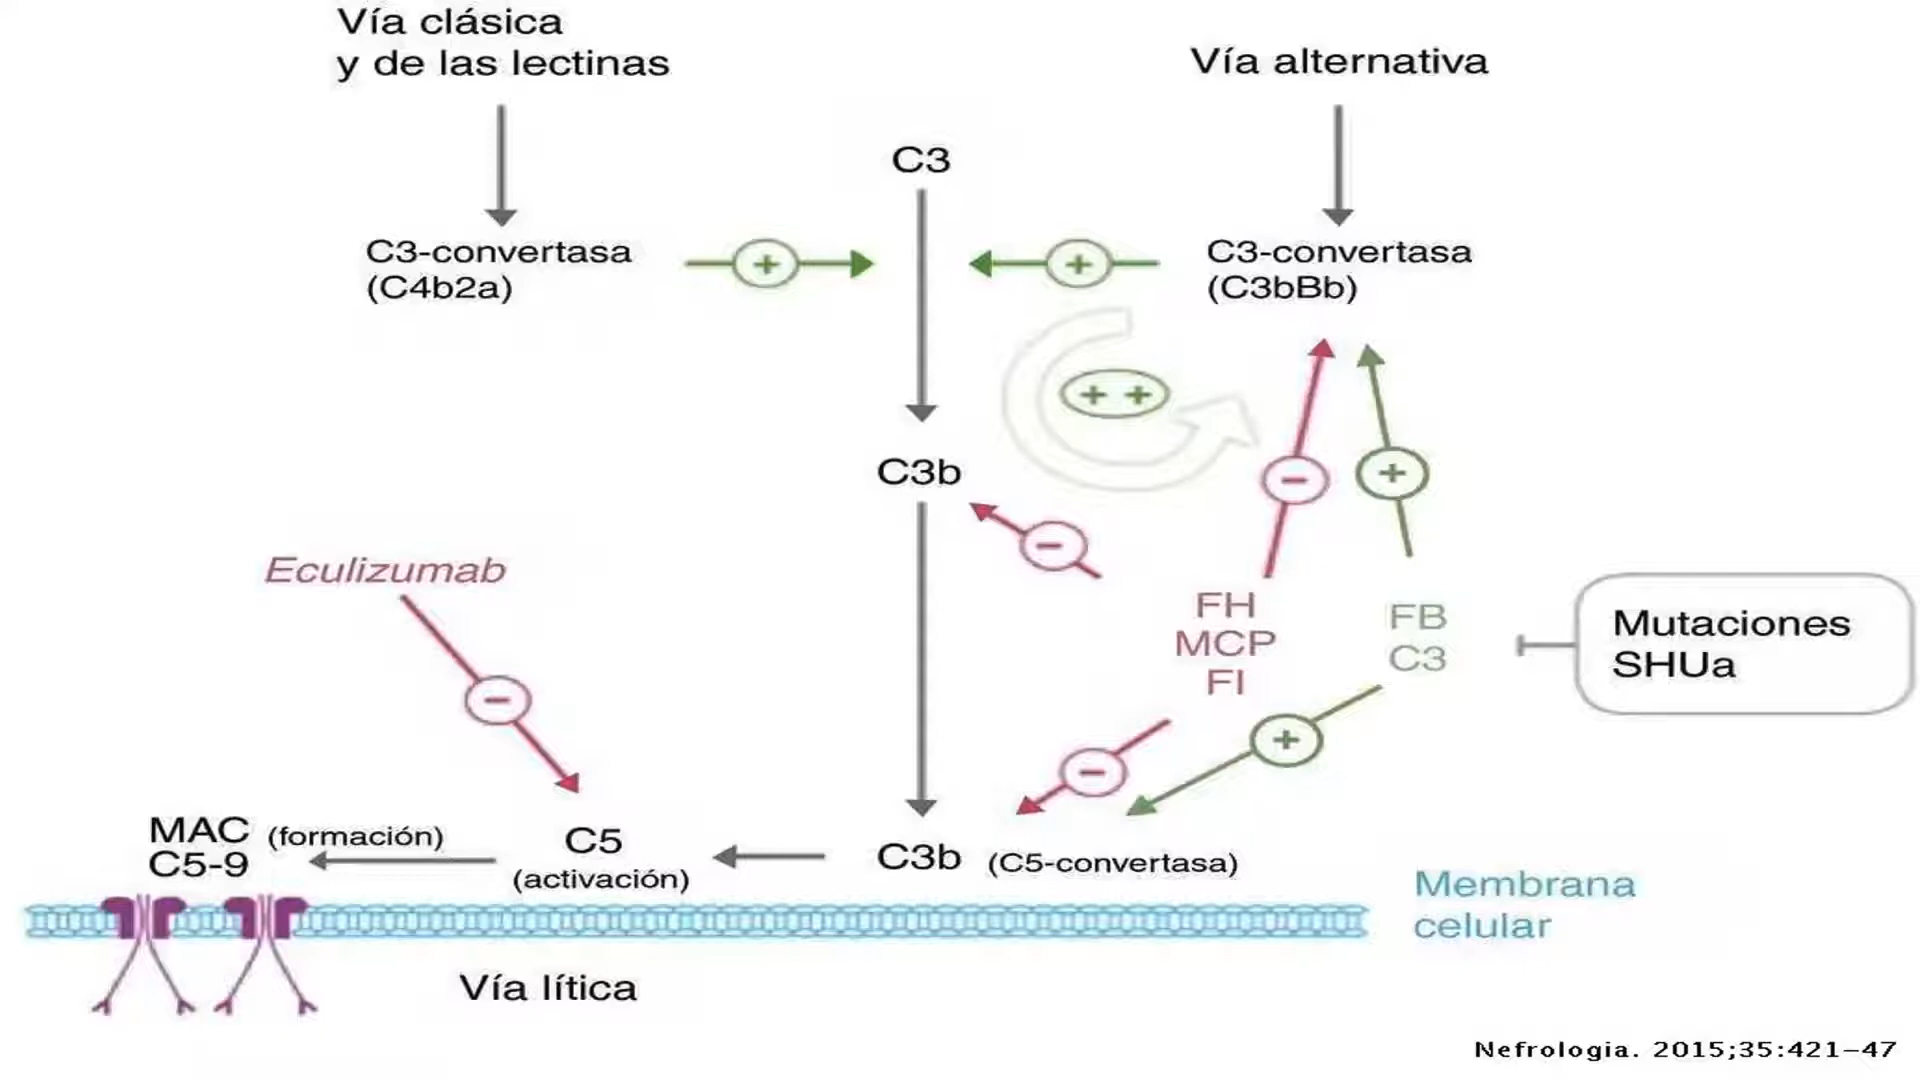 Vía clásica
y de las lectinas
Vía alternativa
C3
C3-convertasa
(C4b2a)
+
+
C3-convertasa
(C3bBb)
+ +
C3b
−
−
+
Eculizumab
−
FH
MCP
FI
FB
C3
Mutaciones
SHUa
−
+
MAC (formación)
C5-9
C5
(activación)
C3b (C5-convertasa)
Membrana
celular
Vía lítica
Nefrologia. 2015;35:421–47